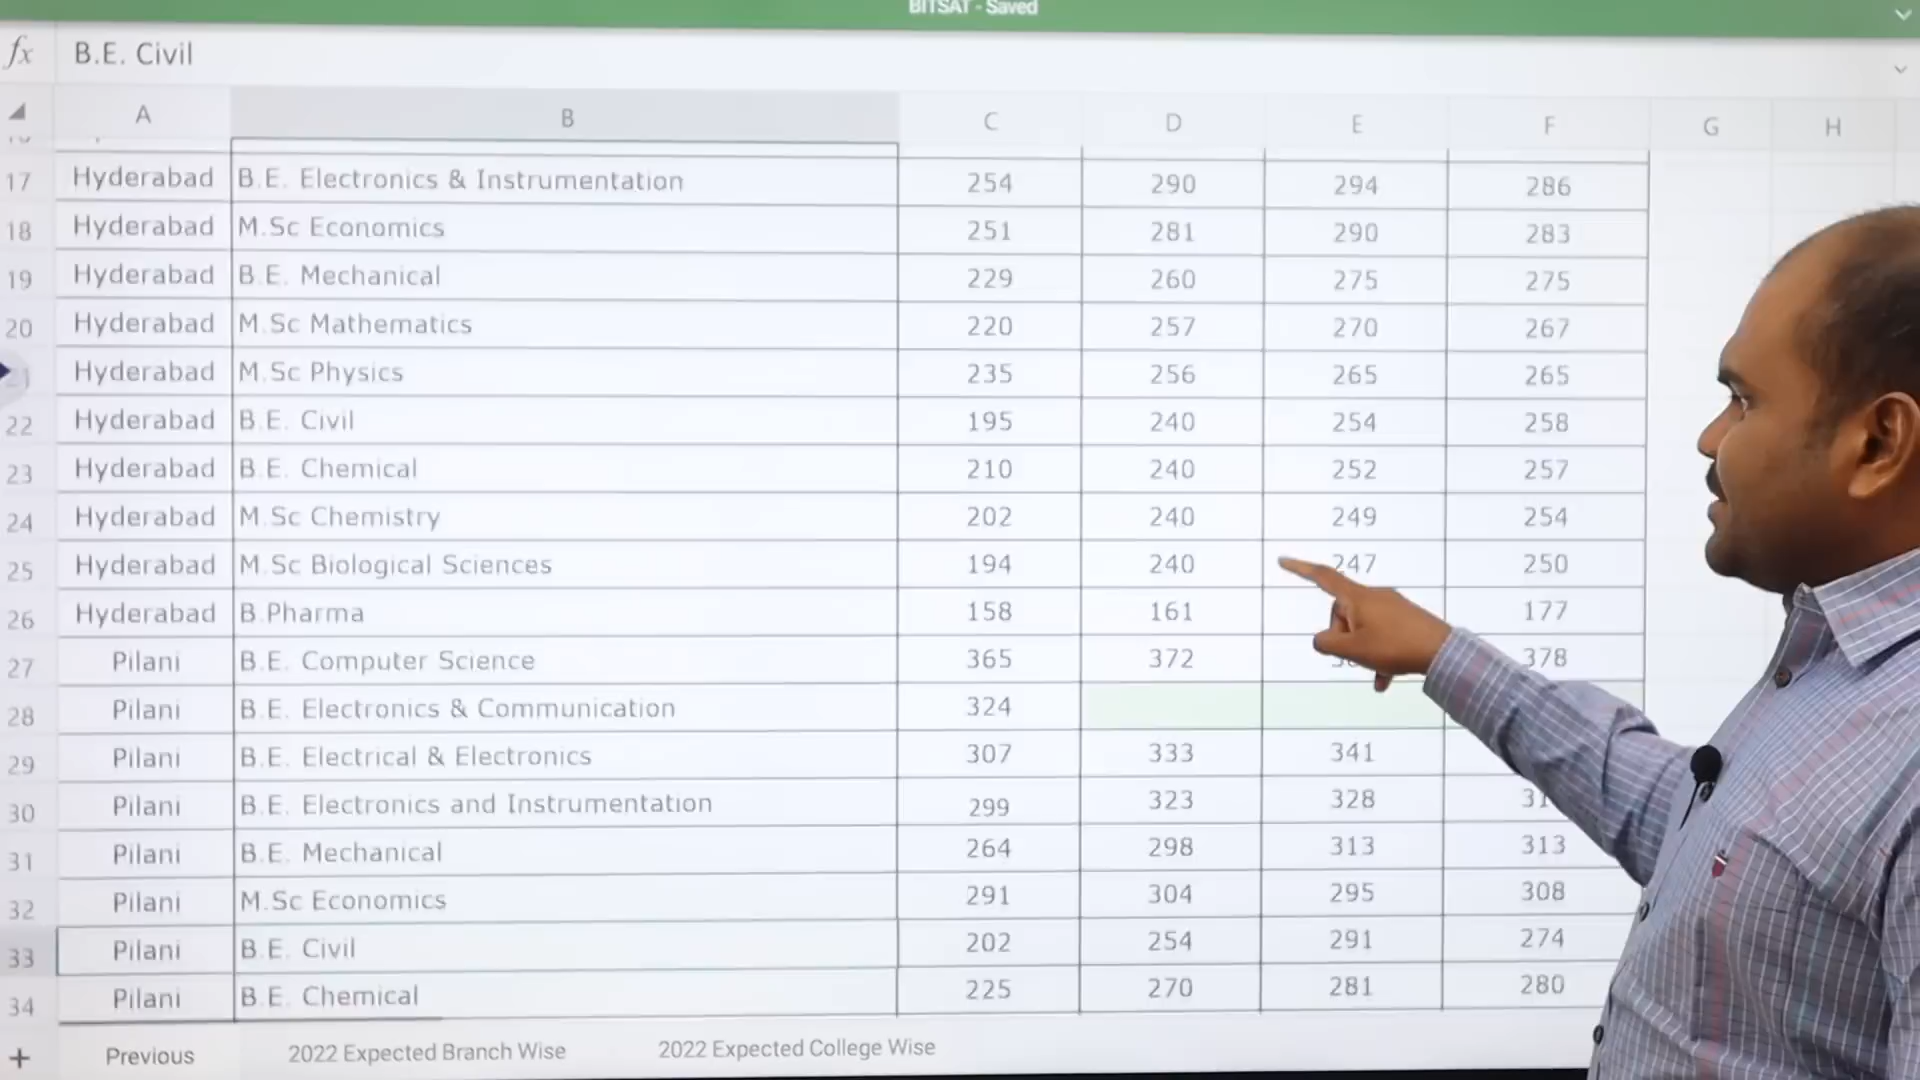 BITSAT - Saved
fx B.E. Civil
A B C D E F G H
17 Hyderabad B.E. Electronics & Instrumentation 254 290 294 286
18 Hyderabad M.Sc Economics 251 281 290 283
19 Hyderabad B.E. Mechanical 229 260 275 275
20 Hyderabad M.Sc Mathematics 220 257 270 267
21 Hyderabad M.Sc Physics 235 256 265 265
22 Hyderabad B.E. Civil 195 240 254 258
23 Hyderabad B.E. Chemical 210 240 252 257
24 Hyderabad M.Sc Chemistry 202 240 249 254
25 Hyderabad M.Sc Biological Sciences 194 240 247 250
26 Hyderabad B.Pharma 158 161 177
27 Pilani B.E. Computer Science 365 372 378
28 Pilani B.E. Electronics & Communication 324
29 Pilani B.E. Electrical & Electronics 307 333 341
30 Pilani B.E. Electronics and Instrumentation 299 323 328
31 Pilani B.E. Mechanical 264 298 313 313
32 Pilani M.Sc Economics 291 304 295 308
33 Pilani B.E. Civil 202 254 291 274
34 Pilani B.E. Chemical 225 270 281 280
+ Previous 2022 Expected Branch Wise 2022 Expected College Wise